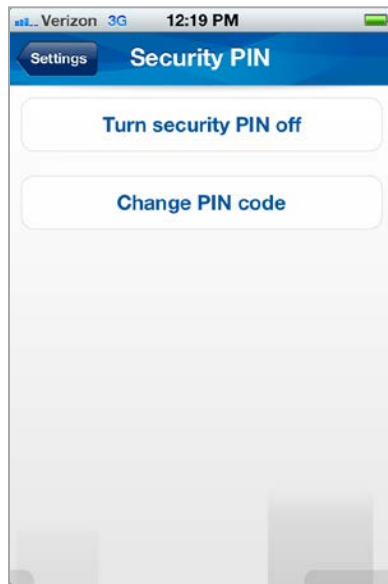 Verizon 3G 12:19 PM
Settings Security PIN
Turn security PIN off
Change PIN code